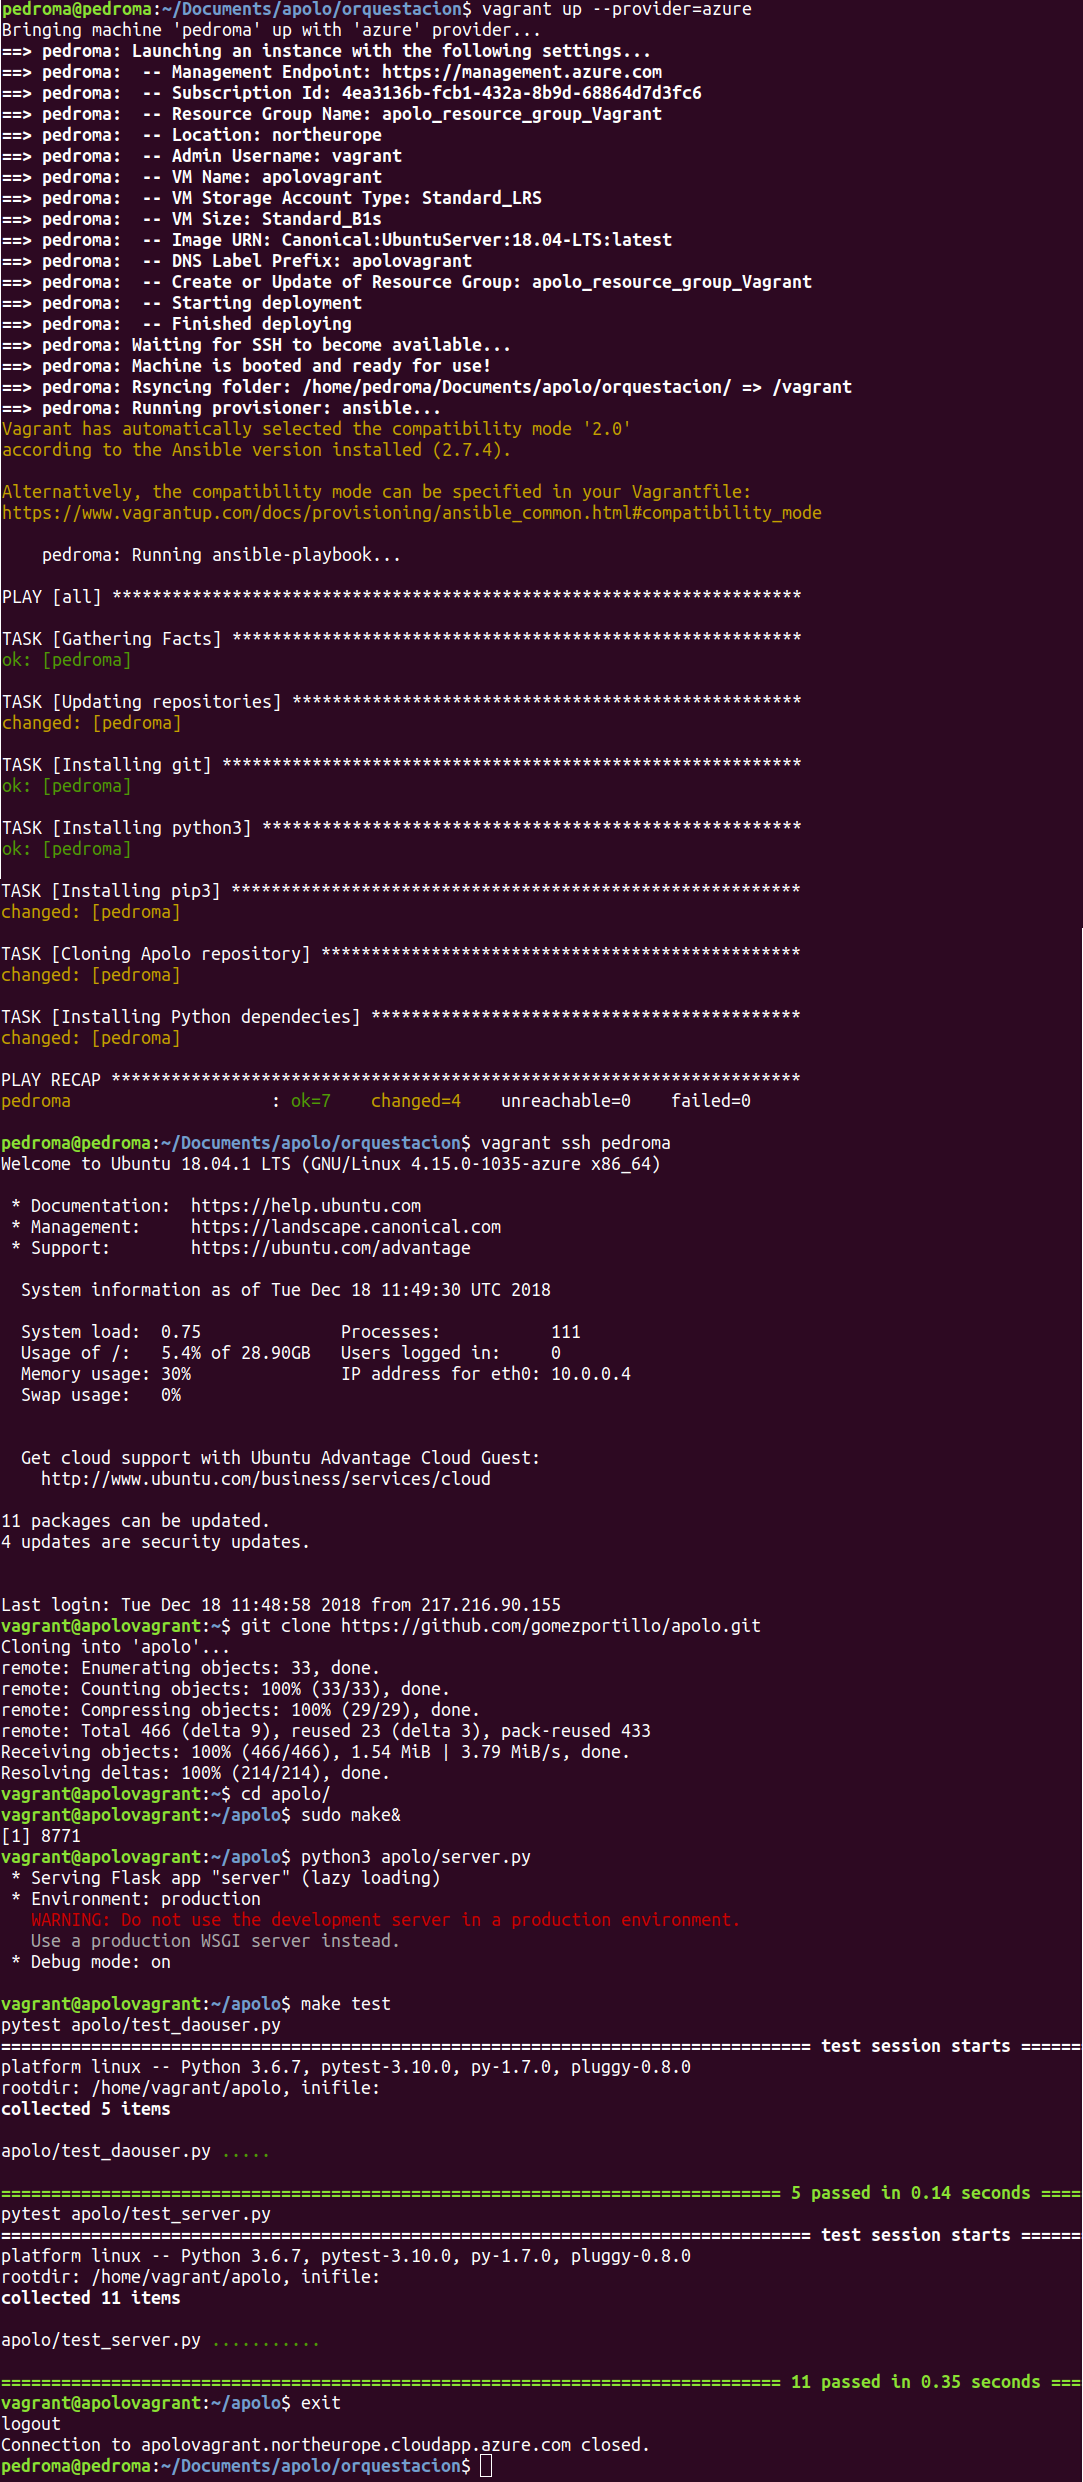 pedroma@pedroma:~/Documents/apolo/orquestacion$ vagrant up --provider=azure
Bringing machine 'pedroma' up with 'azure' provider...
==> pedroma: Launching an instance with the following settings...
==> pedroma:  -- Management Endpoint: https://management.azure.com
==> pedroma:  -- Subscription Id: 4ea3136b-fcb1-432a-8b9d-68864d7d3fc6
==> pedroma:  -- Resource Group Name: apolo_resource_group_Vagrant
==> pedroma:  -- Location: northeurope
==> pedroma:  -- Admin Username: vagrant
==> pedroma:  -- VM Name: apolovagrant
==> pedroma:  -- VM Storage Account Type: Standard_LRS
==> pedroma:  -- VM Size: Standard_B1s
==> pedroma:  -- Image URN: Canonical:UbuntuServer:18.04-LTS:latest
==> pedroma:  -- DNS Label Prefix: apolovagrant
==> pedroma:  -- Create or Update of Resource Group: apolo_resource_group_Vagrant
==> pedroma:  -- Starting deployment
==> pedroma:  -- Finished deploying
==> pedroma: Waiting for SSH to become available...
==> pedroma: Machine is booted and ready for use!
==> pedroma: Rsyncing folder: /home/pedroma/Documents/apolo/orquestacion/ => /vagrant
==> pedroma: Running provisioner: ansible...
Vagrant has automatically selected the compatibility mode '2.0'
according to the Ansible version installed (2.7.4).

Alternatively, the compatibility mode can be specified in your Vagrantfile:
https://www.vagrantup.com/docs/provisioning/ansible_common.html#compatibility_mode

    pedroma: Running ansible-playbook...

PLAY [all] *********************************************************************

TASK [Gathering Facts] *********************************************************
ok: [pedroma]

TASK [Updating repositories] ***************************************************
changed: [pedroma]

TASK [Installing git] **********************************************************
ok: [pedroma]

TASK [Installing python3] ******************************************************
ok: [pedroma]

TASK [Installing pip3] *********************************************************
changed: [pedroma]

TASK [Cloning Apolo repository] ************************************************
changed: [pedroma]

TASK [Installing Python dependecies] *******************************************
changed: [pedroma]

PLAY RECAP *********************************************************************
pedroma                    : ok=7    changed=4    unreachable=0    failed=0

pedroma@pedroma:~/Documents/apolo/orquestacion$ vagrant ssh pedroma
Welcome to Ubuntu 18.04.1 LTS (GNU/Linux 4.15.0-1035-azure x86_64)

 * Documentation:  https://help.ubuntu.com
 * Management:     https://landscape.canonical.com
 * Support:        https://ubuntu.com/advantage

  System information as of Tue Dec 18 11:49:30 UTC 2018

  System load:  0.75              Processes:           111
  Usage of /:   5.4% of 28.90GB   Users logged in:     0
  Memory usage: 30%               IP address for eth0: 10.0.0.4
  Swap usage:   0%

  Get cloud support with Ubuntu Advantage Cloud Guest:
    http://www.ubuntu.com/business/services/cloud

11 packages can be updated.
4 updates are security updates.

Last login: Tue Dec 18 11:48:58 2018 from 217.216.90.155
vagrant@apolovagrant:~$ git clone https://github.com/gomezportillo/apolo.git
Cloning into 'apolo'...
remote: Enumerating objects: 33, done.
remote: Counting objects: 100% (33/33), done.
remote: Compressing objects: 100% (29/29), done.
remote: Total 466 (delta 9), reused 23 (delta 3), pack-reused 433
Receiving objects: 100% (466/466), 1.54 MiB | 3.79 MiB/s, done.
Resolving deltas: 100% (214/214), done.
vagrant@apolovagrant:~$ cd apolo/
vagrant@apolovagrant:~/apolo$ sudo make&
[1] 8771
vagrant@apolovagrant:~/apolo$ python3 apolo/server.py
 * Serving Flask app "server" (lazy loading)
 * Environment: production
   WARNING: Do not use the development server in a production environment.
   Use a production WSGI server instead.
 * Debug mode: on

vagrant@apolovagrant:~/apolo$ make test
pytest apolo/test_daouser.py
================================================================================= test session starts ======
platform linux -- Python 3.6.7, pytest-3.10.0, py-1.7.0, pluggy-0.8.0
rootdir: /home/vagrant/apolo, inifile:
collected 5 items

apolo/test_daouser.py .....

============================================================================== 5 passed in 0.14 seconds ====
pytest apolo/test_server.py
================================================================================= test session starts ======
platform linux -- Python 3.6.7, pytest-3.10.0, py-1.7.0, pluggy-0.8.0
rootdir: /home/vagrant/apolo, inifile:
collected 11 items

apolo/test_server.py ...........

============================================================================== 11 passed in 0.35 seconds ===
vagrant@apolovagrant:~/apolo$ exit
logout
Connection to apolovagrant.northeurope.cloudapp.azure.com closed.
pedroma@pedroma:~/Documents/apolo/orquestacion$